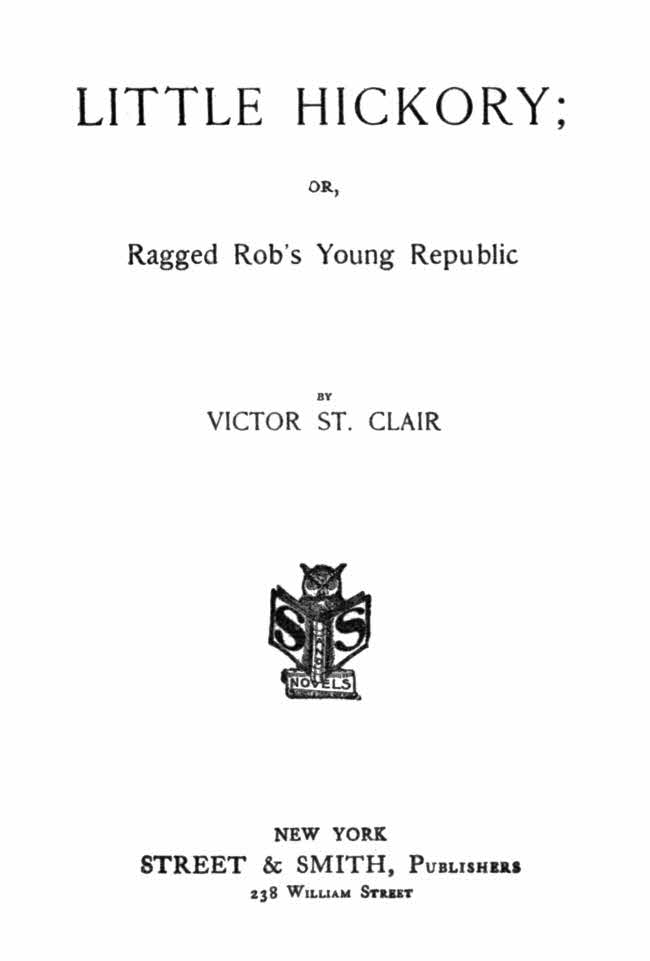 LITTLE HICKORY;
OR,
Ragged Rob's Young Republic
BY
VICTOR ST. CLAIR
S S
NOVELS
NEW YORK
STREET & SMITH, PUBLISHERS
238 WILLIAM STREET